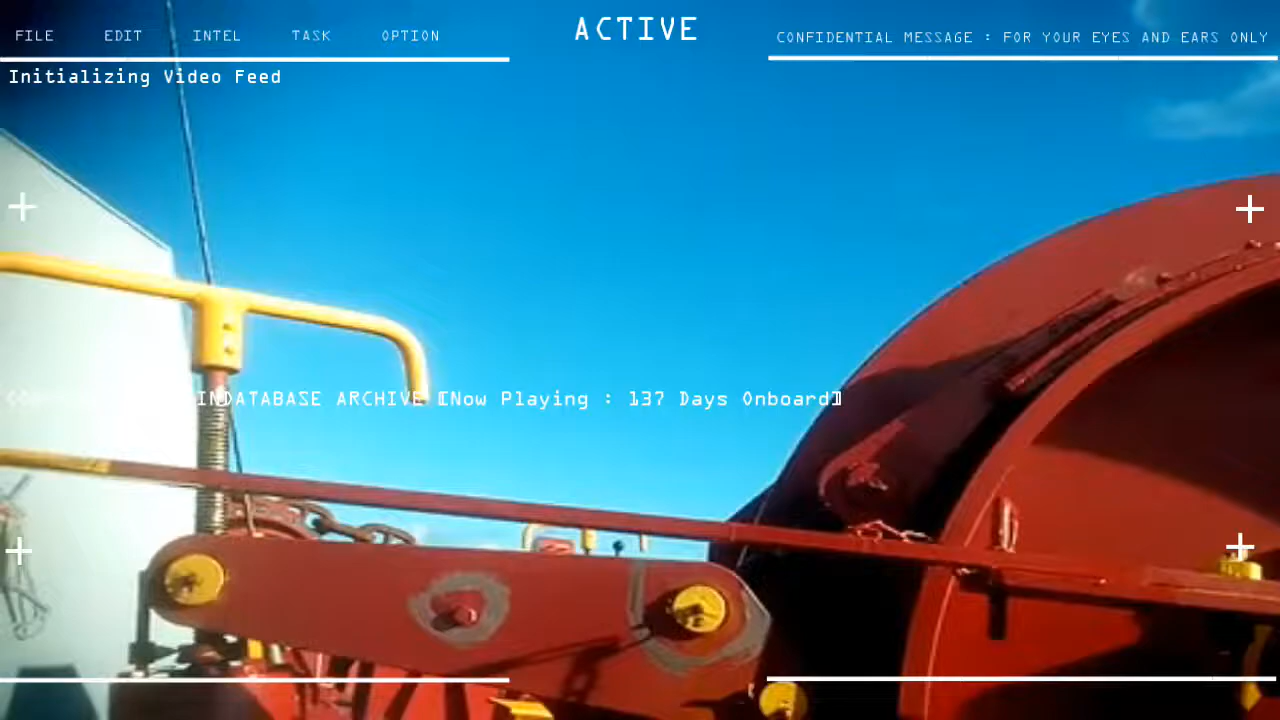 FILE EDIT INTEL TASK OPTION
ACTIVE
CONFIDENTIAL MESSAGE : FOR YOUR EYES AND EARS ONLY
Initializing Video Feed
DATABASE ARCHIVE [Now Playing : 137 Days Onboard]